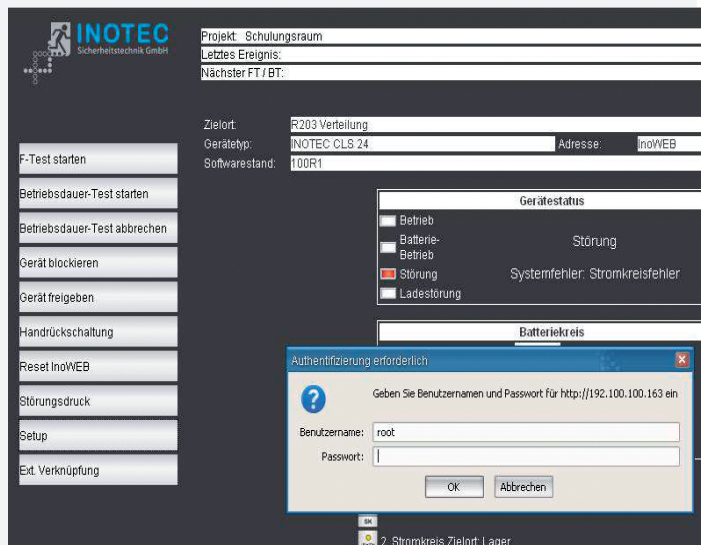 INOTEC
Sicherheitstechnik GmbH
Projekt: Schulungsraum
Letztes Ereignis:
Nächster FT / BT:
Zielort: R203 Verteilung
Gerätetyp: INOTEC CLS 24 Adresse: InoWEB
Softwarestand: 100R1
F-Test starten
Betriebsdauer-Test starten
Betriebsdauer-Test abbrechen
Gerät blockieren
Gerät freigeben
Handrückschaltung
Reset InoWEB
Störungsdruck
Setup
Ext. Verknüpfung
Gerätestatus
Betrieb
Batterie-
Betrieb
Störung
Störung
Systemfehler: Stromkreisfehler
Ladestörung
Batteriekreis
Authentifizierung erforderlich
Geben Sie Benutzernamen und Passwort für http://192.100.100.163 ein
Benutzername: root
Passwort:
OK Abbrechen
SK
2. Stromkreis Zielort: Lager